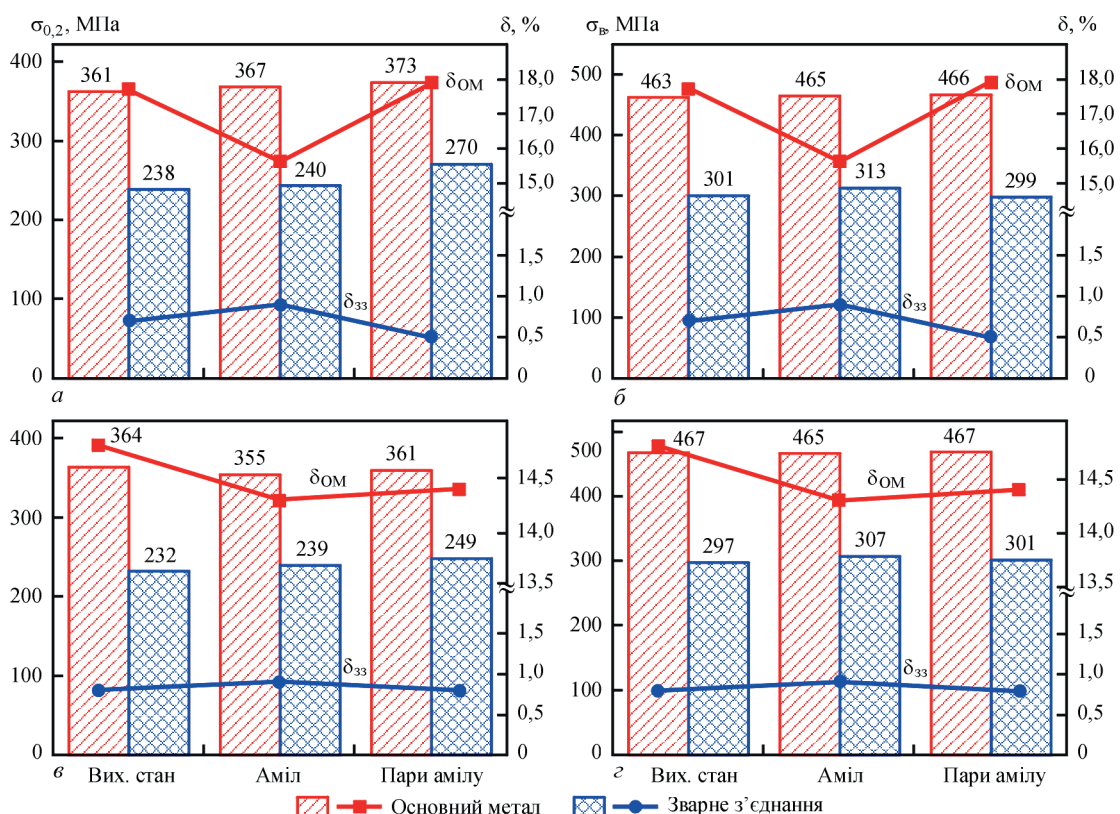 σ0,2, МПа δ, %
400
300
200
100
0
361 367 373
238 240 270
δОМ
δзз
18,0
17,0
16,0
15,0
≈
1,5
1,0
0,5
0
а
σв, МПа δ, %
500
400
300
200
100
0
463 465 466
301 313 299
δОМ
δзз
18,0
17,0
16,0
15,0
≈
1,5
1,0
0,5
0
б
400
300
200
100
0
364 355 361
232 239 249
δОМ
δзз
14,5
14,0
13,5
≈
1,5
1,0
0,5
0
в Вих. стан Аміл Пари амілу
500
400
300
200
100
0
467 465 467
297 307 301
δОМ
δзз
14,5
14,0
13,5
≈
1,5
1,0
0,5
0
г Вих. стан Аміл Пари амілу
Основний метал Зварне з’єднання